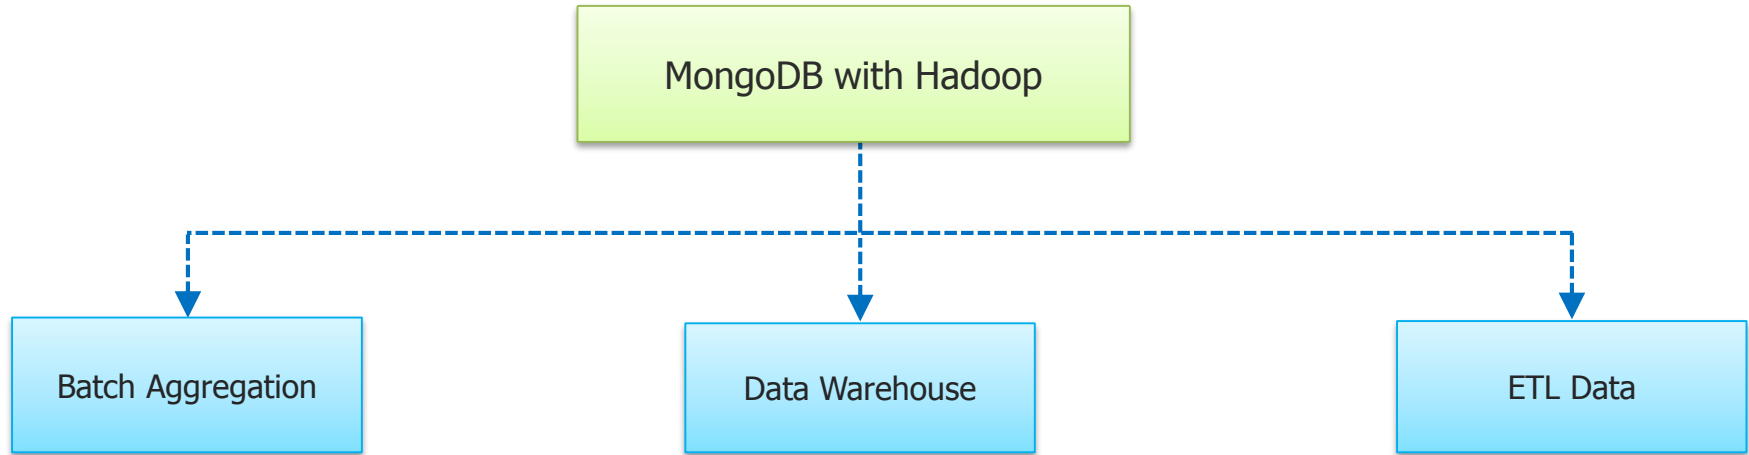 MongoDB with Hadoop
Batch Aggregation
Data Warehouse
ETL Data